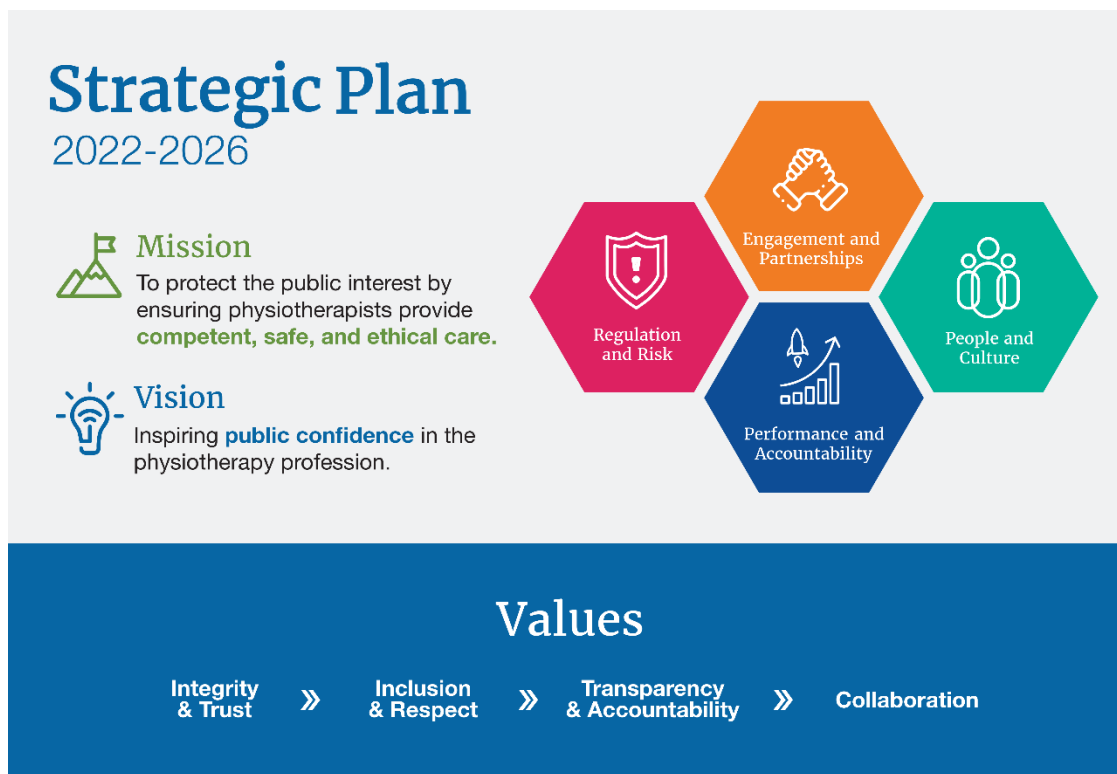 Strategic Plan
2022-2026
Mission
To protect the public interest by
ensuring physiotherapists provide
competent, safe, and ethical care.
Vision
Inspiring public confidence in the
physiotherapy profession.
Engagement and
Partnerships
Regulation
and Risk
People and
Culture
Performance and
Accountability
Values
Integrity
& Trust
Inclusion
& Respect
Transparency
& Accountability
Collaboration